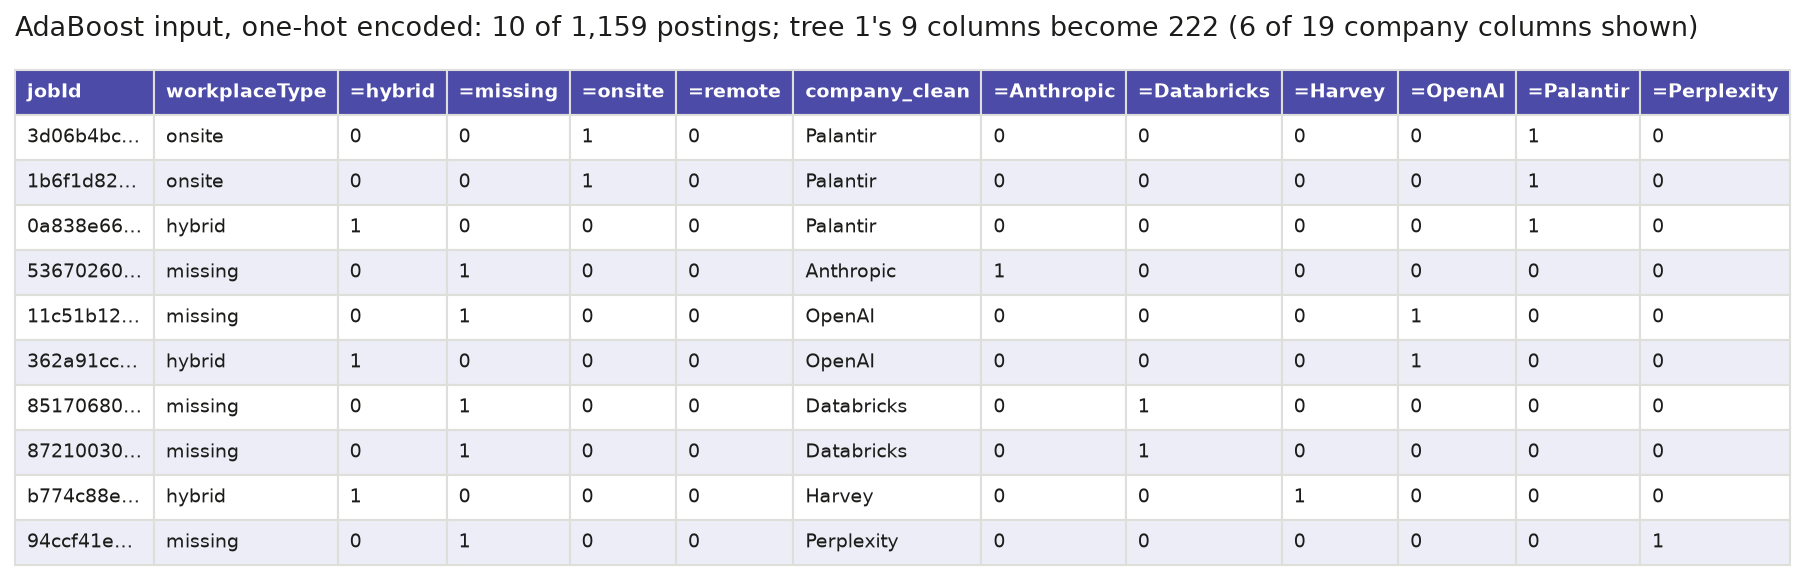 AdaBoost input, one-hot encoded: 10 of 1,159 postings; tree 1's 9 columns become 222 (6 of 19 company columns shown)
jobId workplaceType =hybrid =missing =onsite =remote company_clean =Anthropic =Databricks =Harvey =OpenAI =Palantir =Perplexity
3d06b4bc... onsite 0 0 1 0 Palantir 0 0 0 0 1 0
1b6f1d82... onsite 0 0 1 0 Palantir 0 0 0 0 1 0
0a838e66... hybrid 1 0 0 0 Palantir 0 0 0 0 1 0
53670260... missing 0 1 0 0 Anthropic 1 0 0 0 0 0
11c51b12... missing 0 1 0 0 OpenAI 0 0 0 1 0 0
362a91cc... hybrid 1 0 0 0 OpenAI 0 0 0 1 0 0
85170680... missing 0 1 0 0 Databricks 0 1 0 0 0 0
87210030... missing 0 1 0 0 Databricks 0 1 0 0 0 0
b774c88e... hybrid 1 0 0 0 Harvey 0 0 1 0 0 0
94ccf41e... missing 0 1 0 0 Perplexity 0 0 0 0 0 1